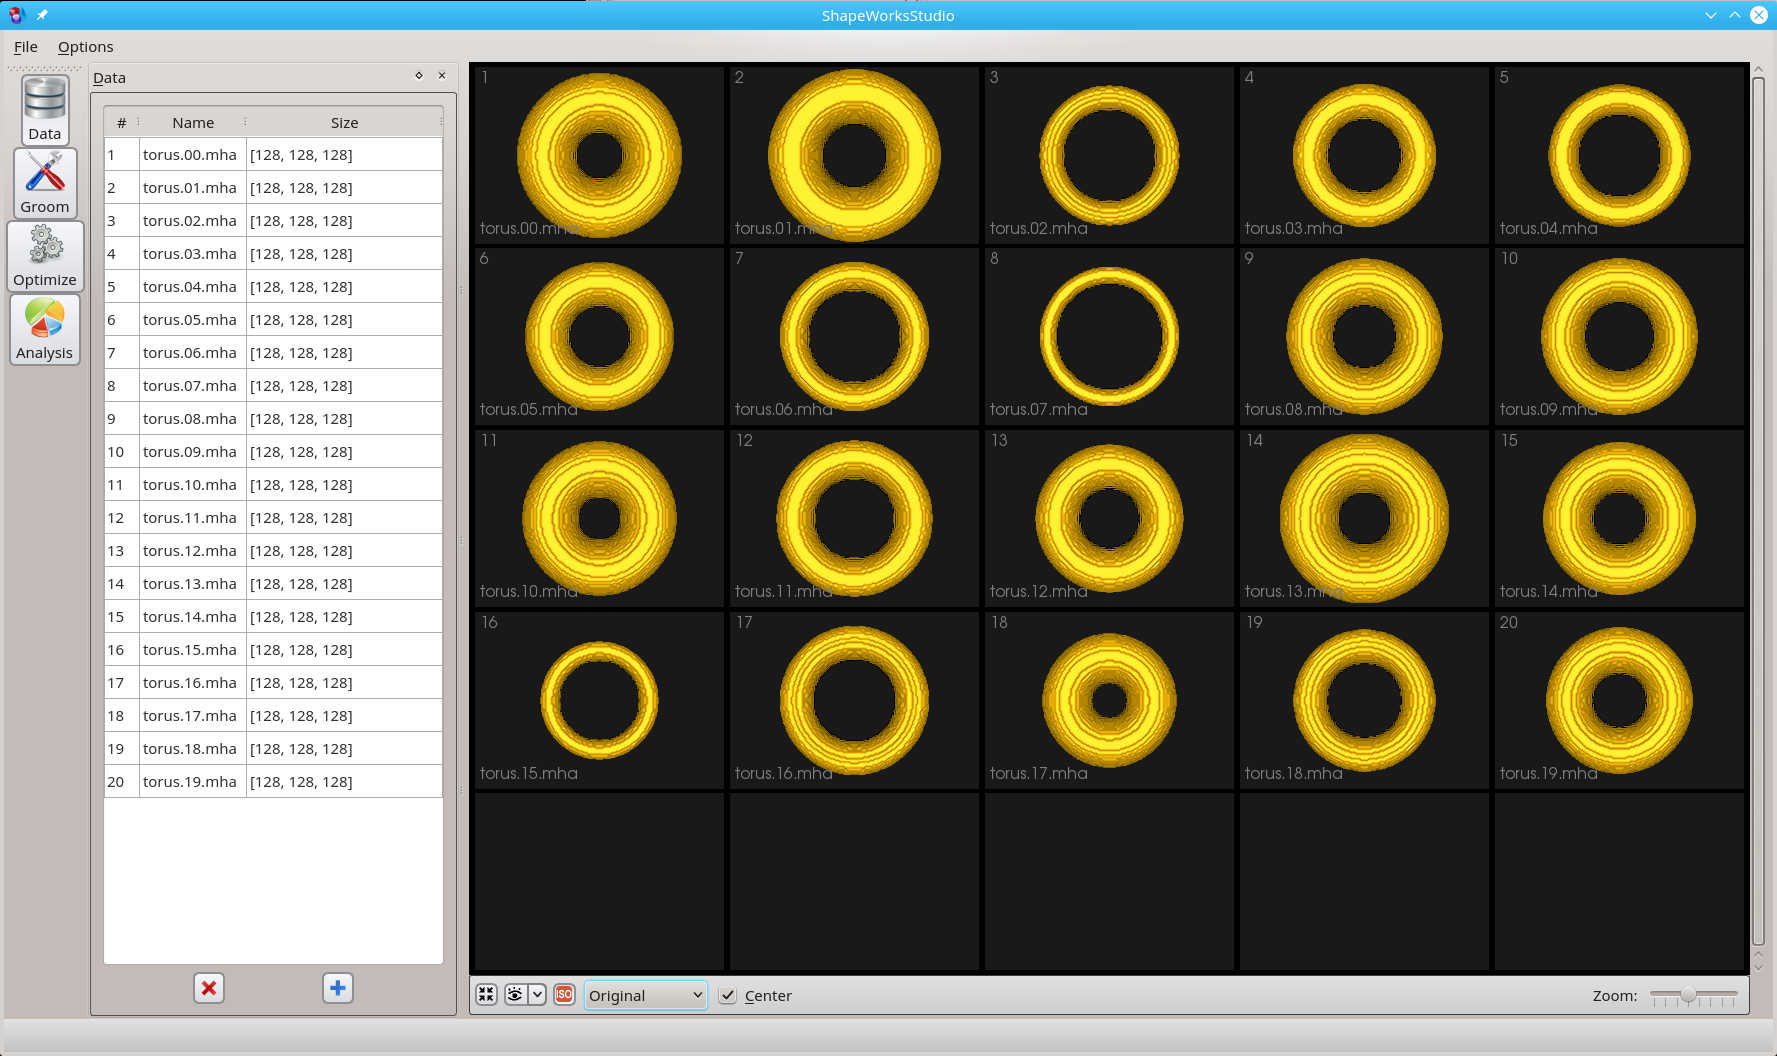 ShapeWorksStudio
File Options
Data
Groom
Optimize
Analysis
Data
# Name Size
1 torus.00.mha [128, 128, 128]
2 torus.01.mha [128, 128, 128]
3 torus.02.mha [128, 128, 128]
4 torus.03.mha [128, 128, 128]
5 torus.04.mha [128, 128, 128]
6 torus.05.mha [128, 128, 128]
7 torus.06.mha [128, 128, 128]
8 torus.07.mha [128, 128, 128]
9 torus.08.mha [128, 128, 128]
10 torus.09.mha [128, 128, 128]
11 torus.10.mha [128, 128, 128]
12 torus.11.mha [128, 128, 128]
13 torus.12.mha [128, 128, 128]
14 torus.13.mha [128, 128, 128]
15 torus.14.mha [128, 128, 128]
16 torus.15.mha [128, 128, 128]
17 torus.16.mha [128, 128, 128]
18 torus.17.mha [128, 128, 128]
19 torus.18.mha [128, 128, 128]
20 torus.19.mha [128, 128, 128]
1 2 3 4 5
torus.00.mha torus.01.mha torus.02.mha torus.03.mha torus.04.mha
6 7 8 9 10
torus.05.mha torus.06.mha torus.07.mha torus.08.mha torus.09.mha
11 12 13 14 15
torus.10.mha torus.11.mha torus.12.mha torus.13.mha torus.14.mha
16 17 18 19 20
torus.15.mha torus.16.mha torus.17.mha torus.18.mha torus.19.mha
ISO Original Center Zoom: